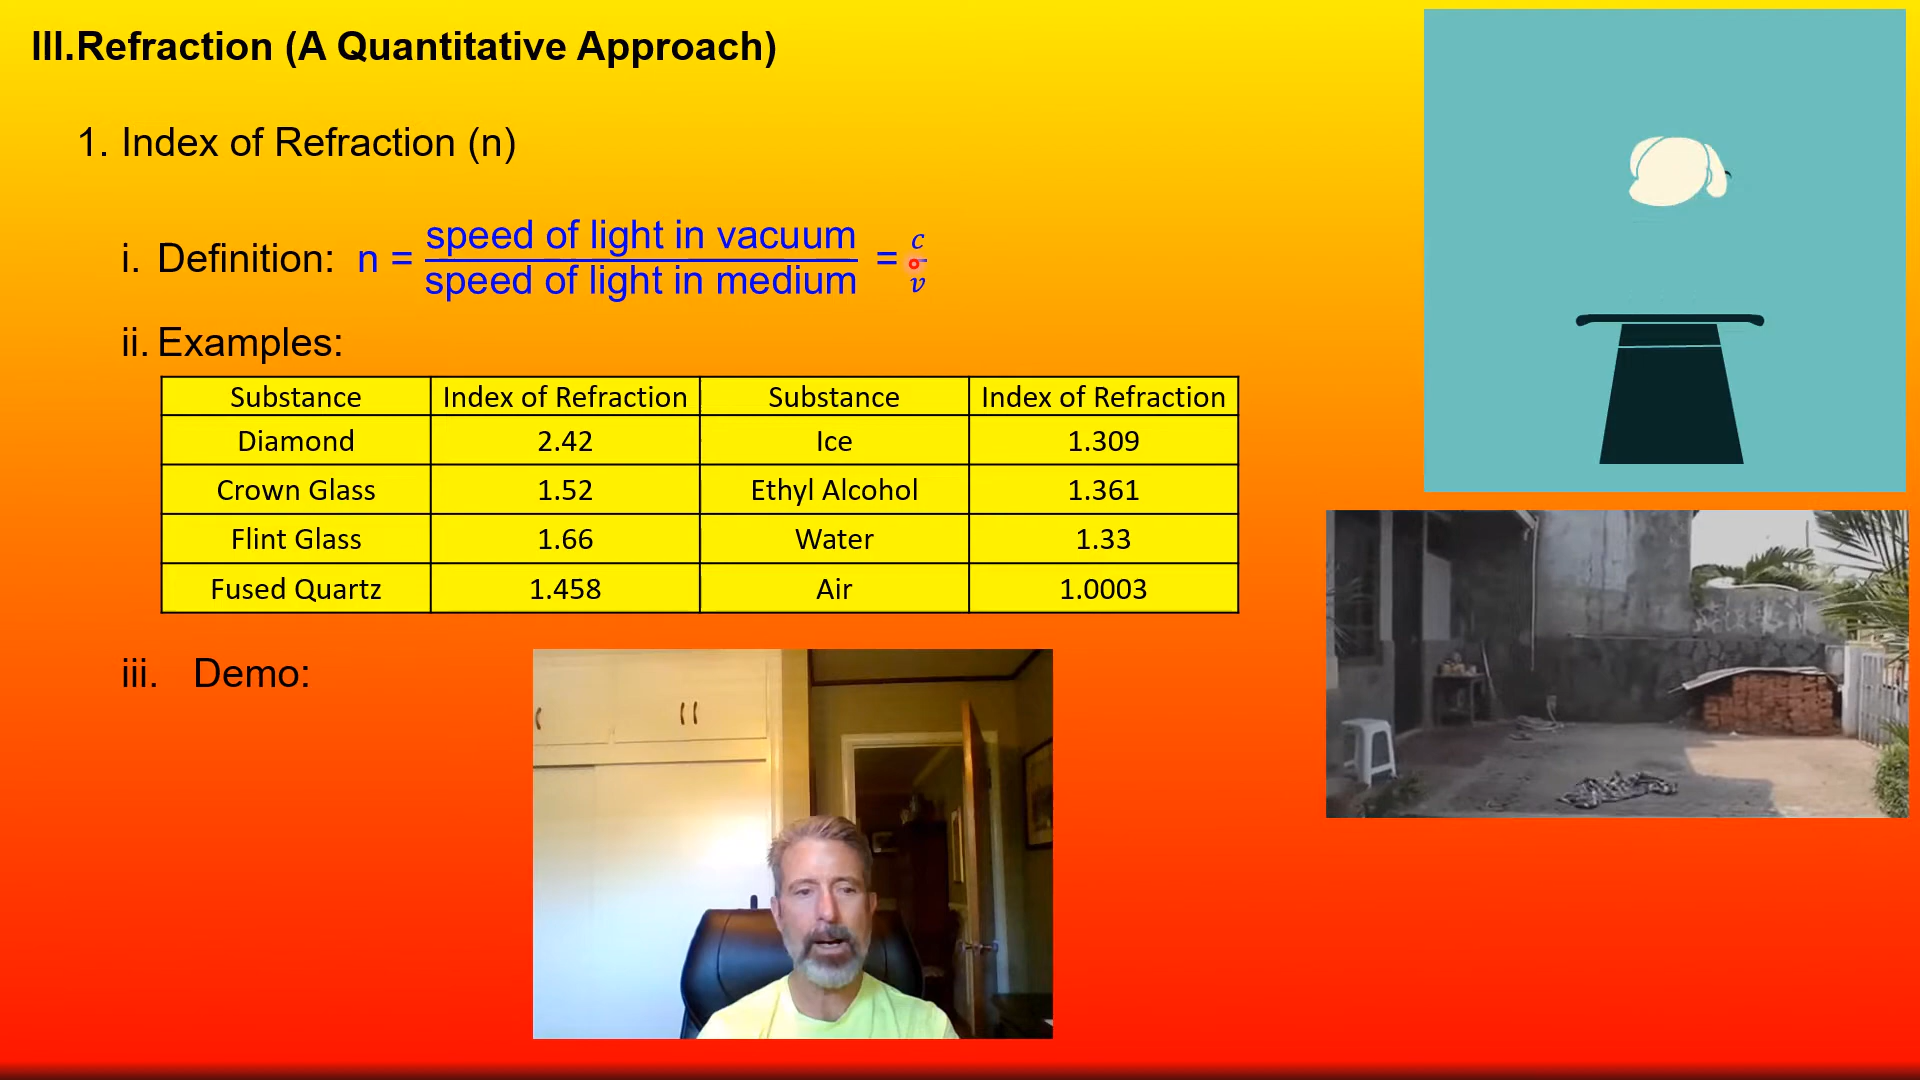 III.Refraction (A Quantitative Approach)
1. Index of Refraction (n)
i. Definition: n = speed of light in vacuum / speed of light in medium = c / v
ii. Examples:
Substance Index of Refraction Substance Index of Refraction
Diamond 2.42 Ice 1.309
Crown Glass 1.52 Ethyl Alcohol 1.361
Flint Glass 1.66 Water 1.33
Fused Quartz 1.458 Air 1.0003
iii. Demo: